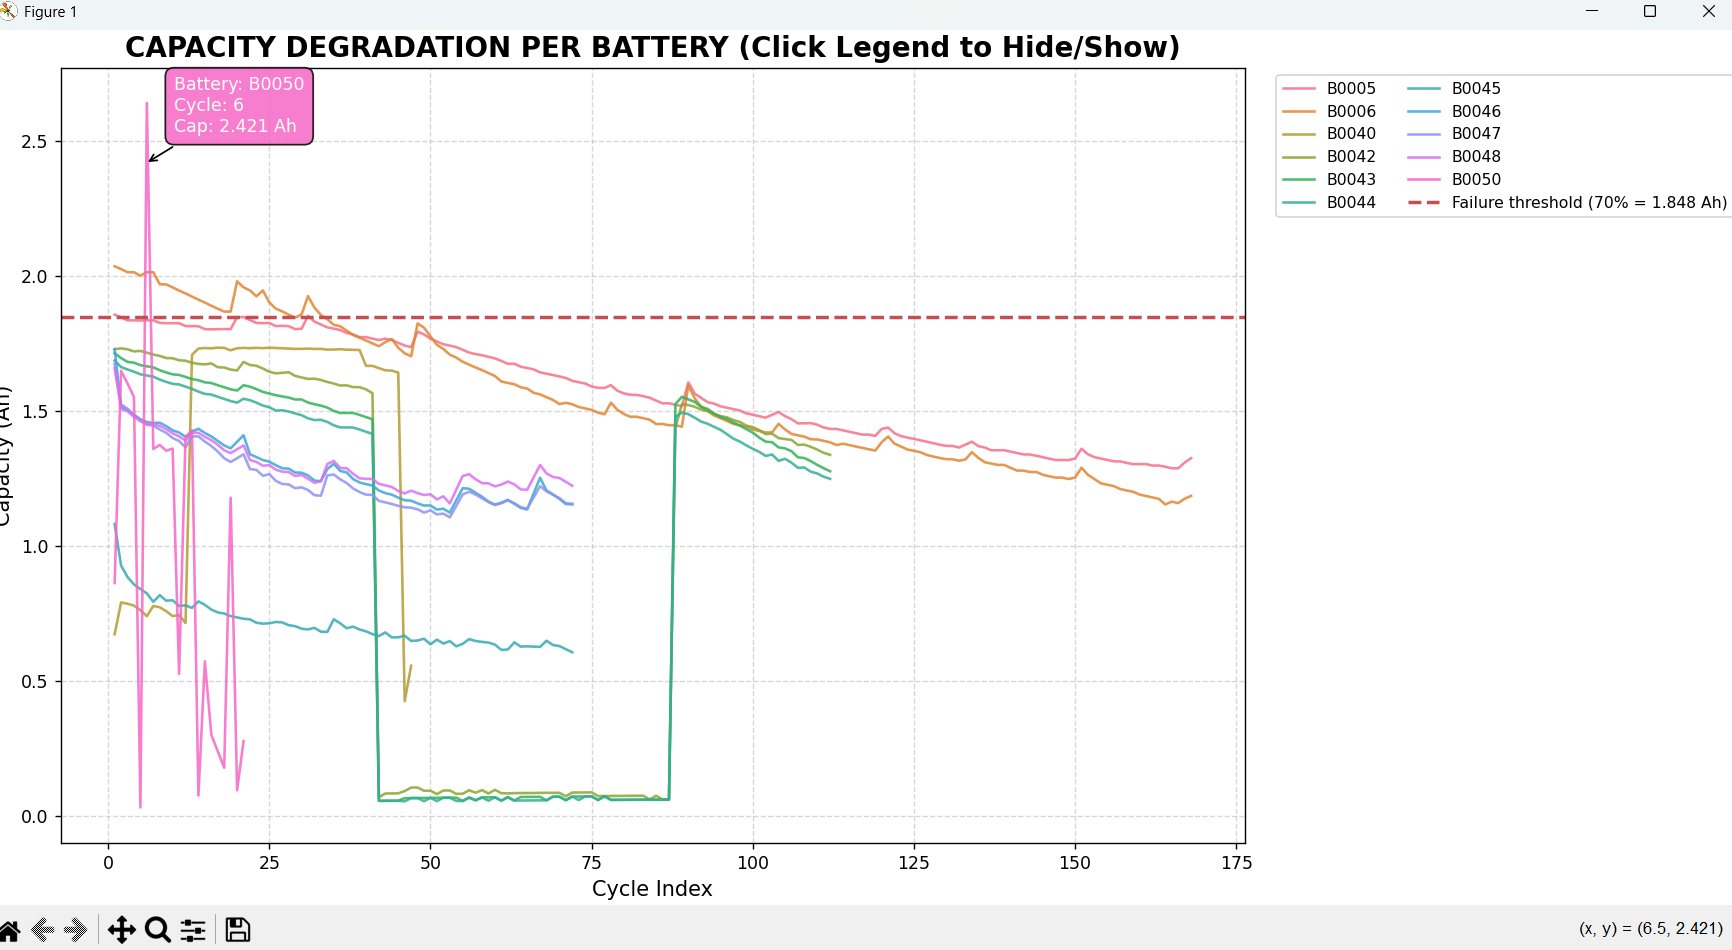 Figure 1
CAPACITY DEGRADATION PER BATTERY (Click Legend to Hide/Show)
Battery: B0050
Cycle: 6
Cap: 2.421 Ah
2.5
2.0
1.5
1.0
0.5
0.0
Capacity (Ah)
0 25 50 75 100 125 150 175
Cycle Index
B0005
B0006
B0040
B0042
B0043
B0044
B0045
B0046
B0047
B0048
B0050
Failure threshold (70% = 1.848 Ah)
(x, y) = (6.5, 2.421)